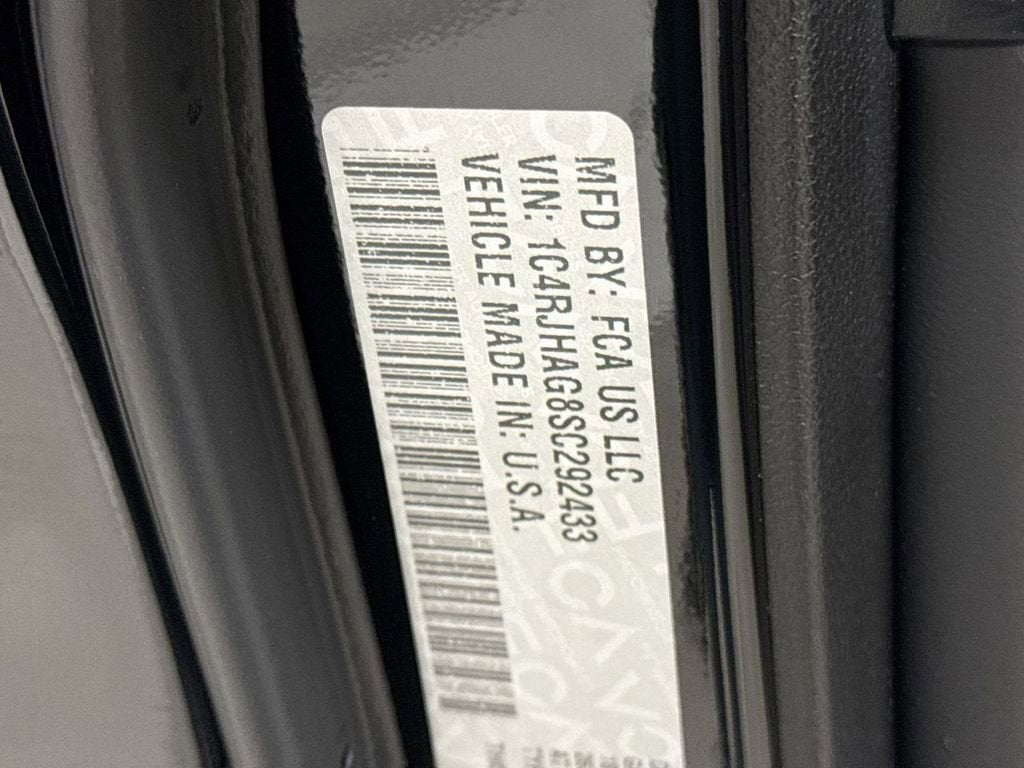 MFD BY: FCA US LLC
VIN: 1C4RJHAG8SC292433
VEHICLE MADE IN: U.S.A.